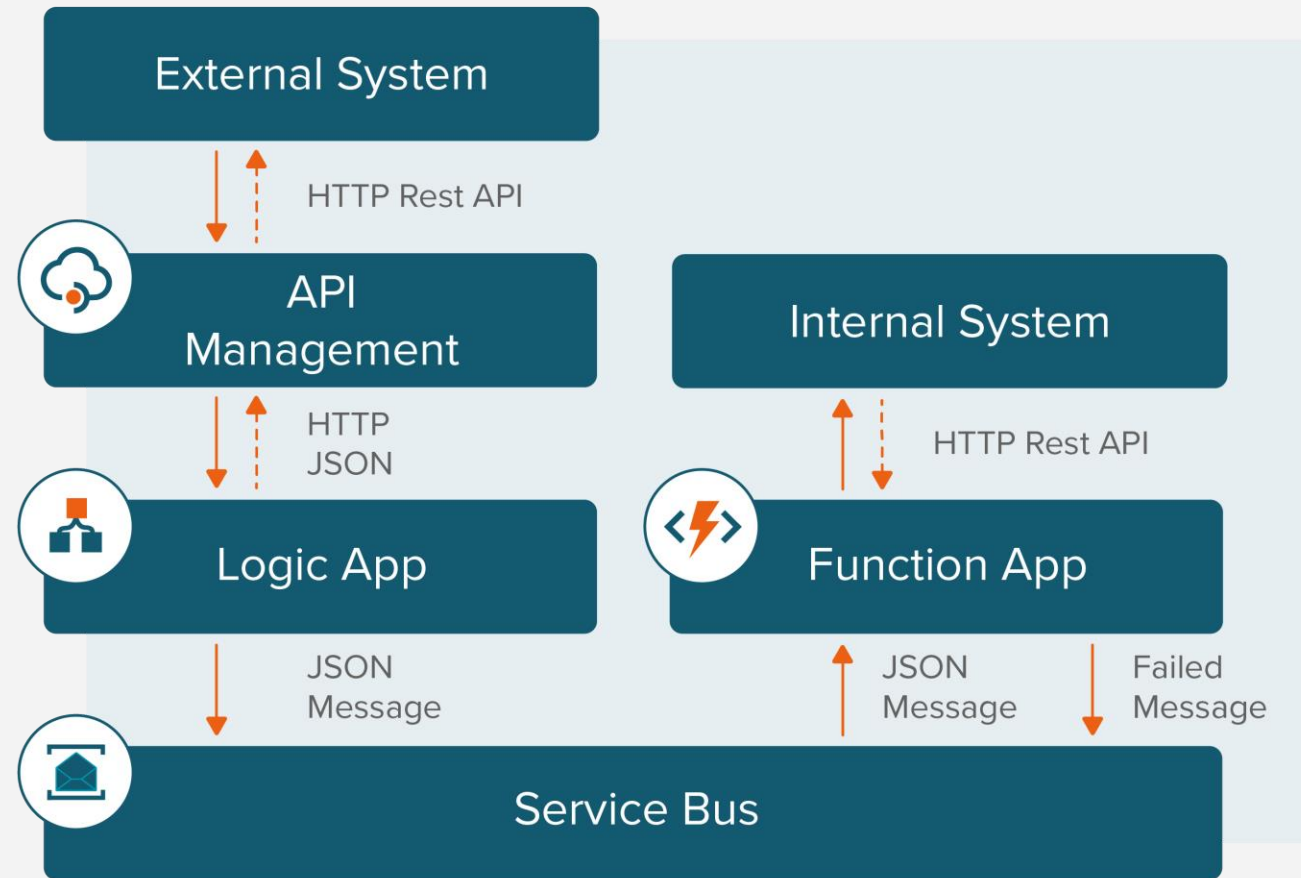 External System
HTTP Rest API
API
Management
Internal System
HTTP
JSON
HTTP Rest API
Logic App
Function App
JSON
Message
JSON
Message
Failed
Message
Service Bus